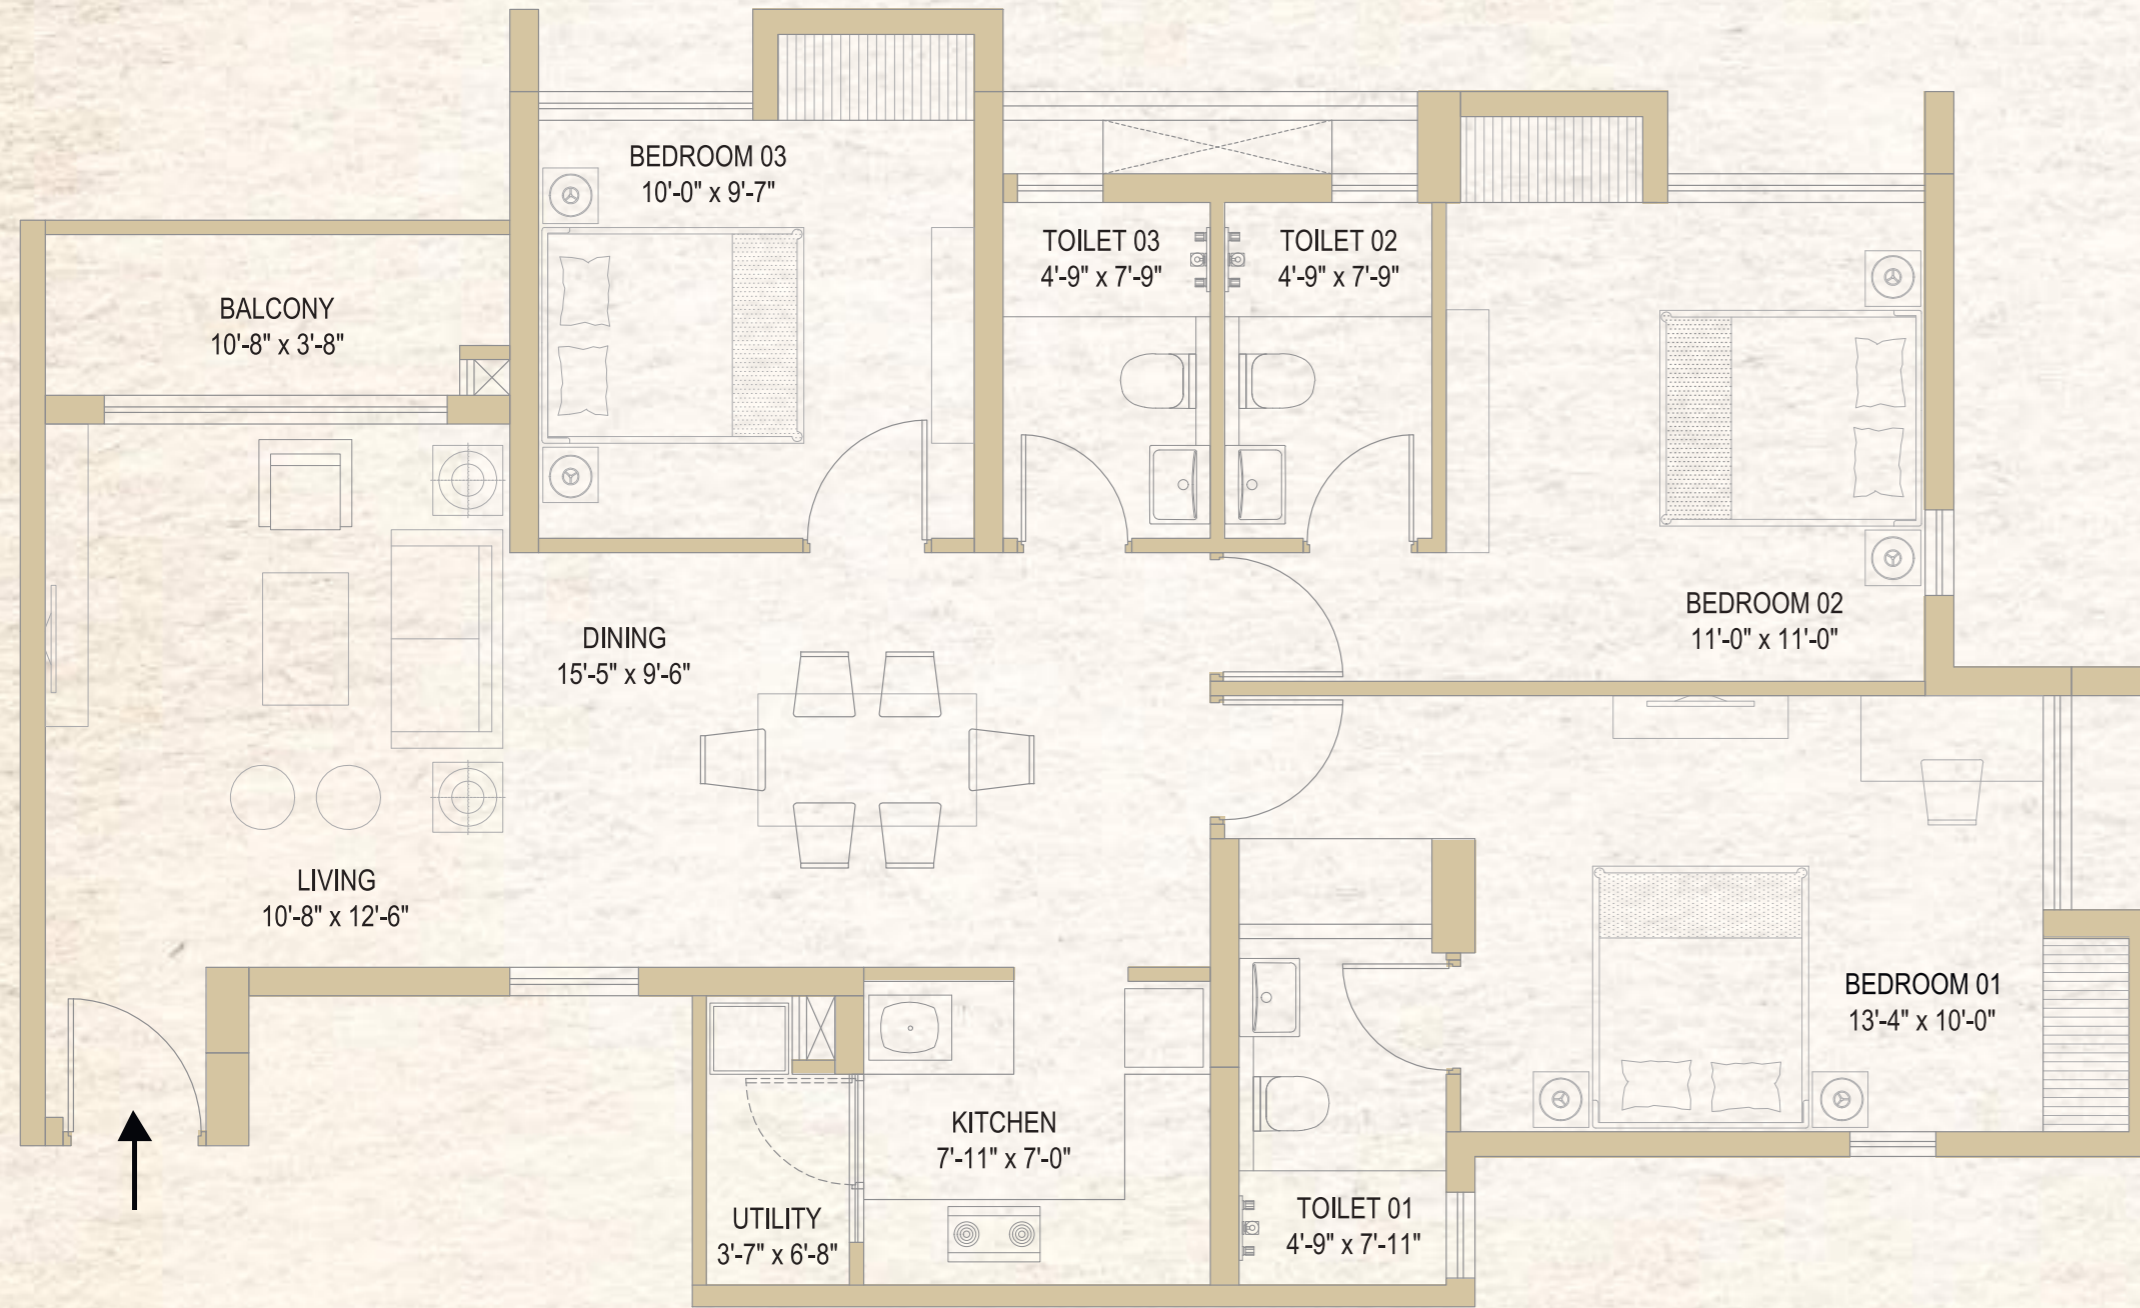 BEDROOM 03
10'-0" x 9'-7"
TOILET 03
4'-9" x 7'-9"
TOILET 02
4'-9" x 7'-9"
BALCONY
10'-8" x 3'-8"
DINING
15'-5" x 9'-6"
BEDROOM 02
11'-0" x 11'-0"
LIVING
10'-8" x 12'-6"
BEDROOM 01
13'-4" x 10'-0"
KITCHEN
7'-11" x 7'-0"
UTILITY
3'-7" x 6'-8"
TOILET 01
4'-9" x 7'-11"